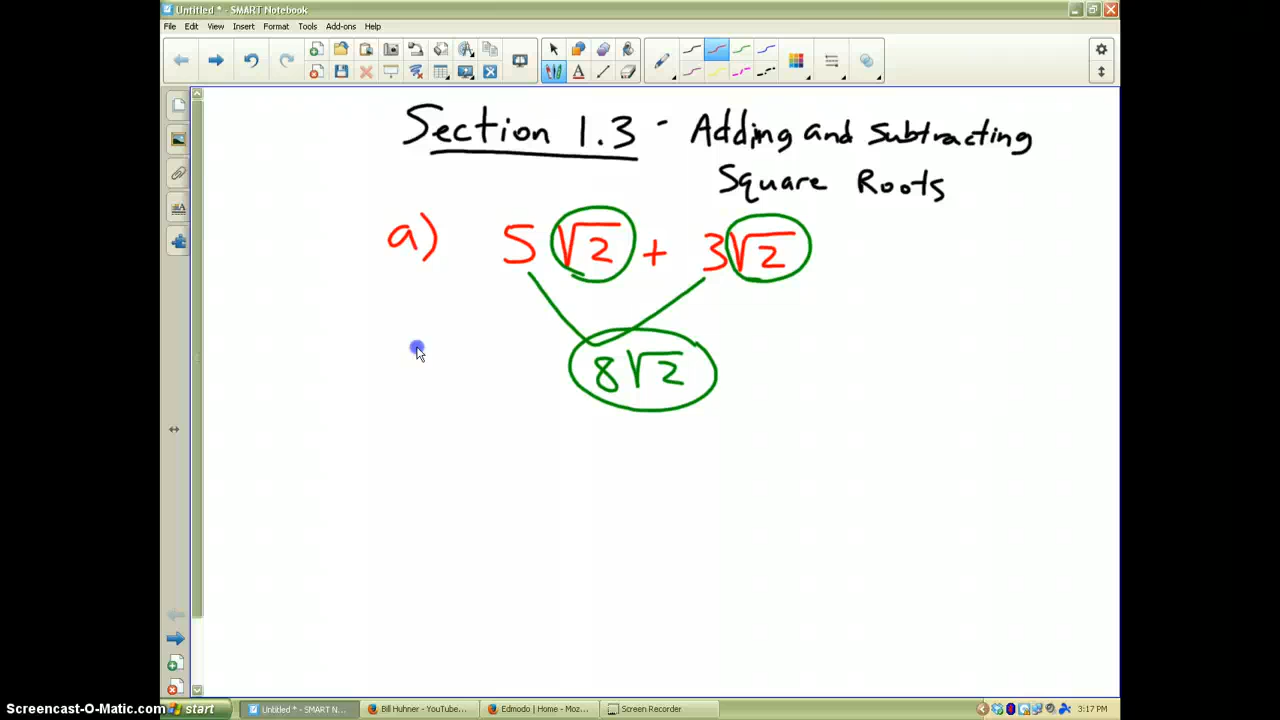 Untitled * - SMART Notebook
File Edit View Insert Format Tools Add-ons Help
Section 1.3 - Adding and Subtracting
Square Roots
a) 5√2 + 3√2
8√2
Screencast-O-Matic.com
start
Untitled * - SMART N...
Bill Huhner - YouTube...
Edmodo | Home - Moz...
Screen Recorder
3:17 PM